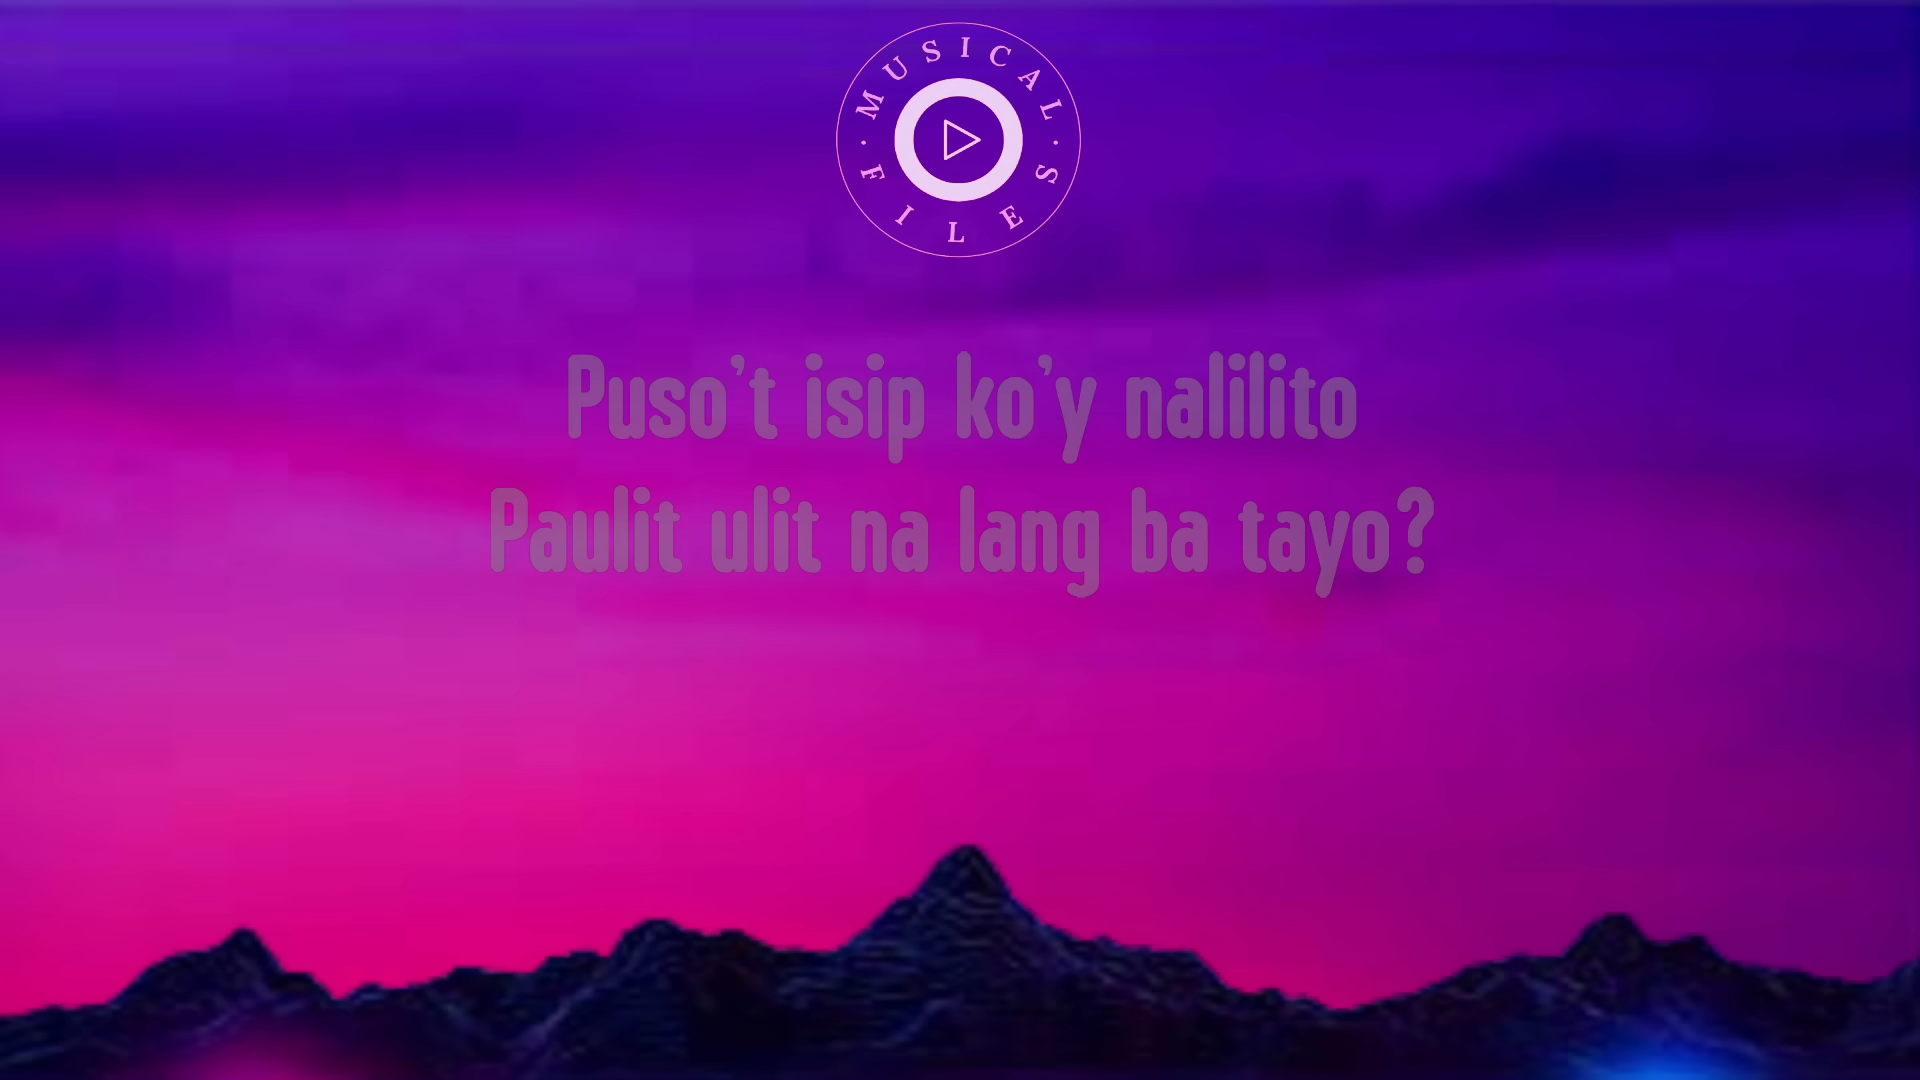 MUSICAL
FILES
Puso’t isip ko’y nalilito
Paulit ulit na lang ba tayo?